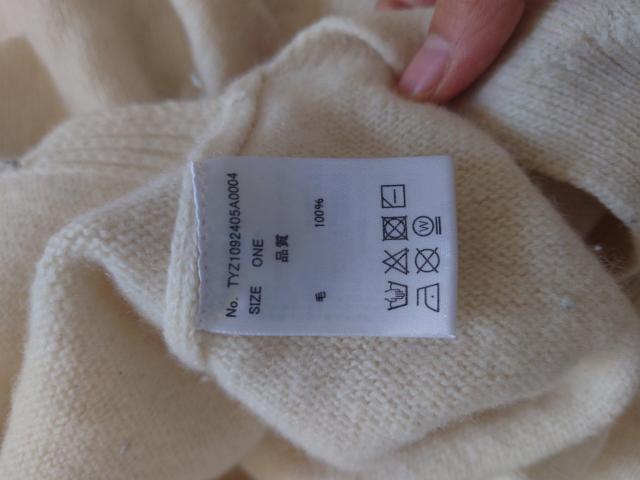 No. TYZ1092405A0004
SIZE ONE
品質
毛 100%
W